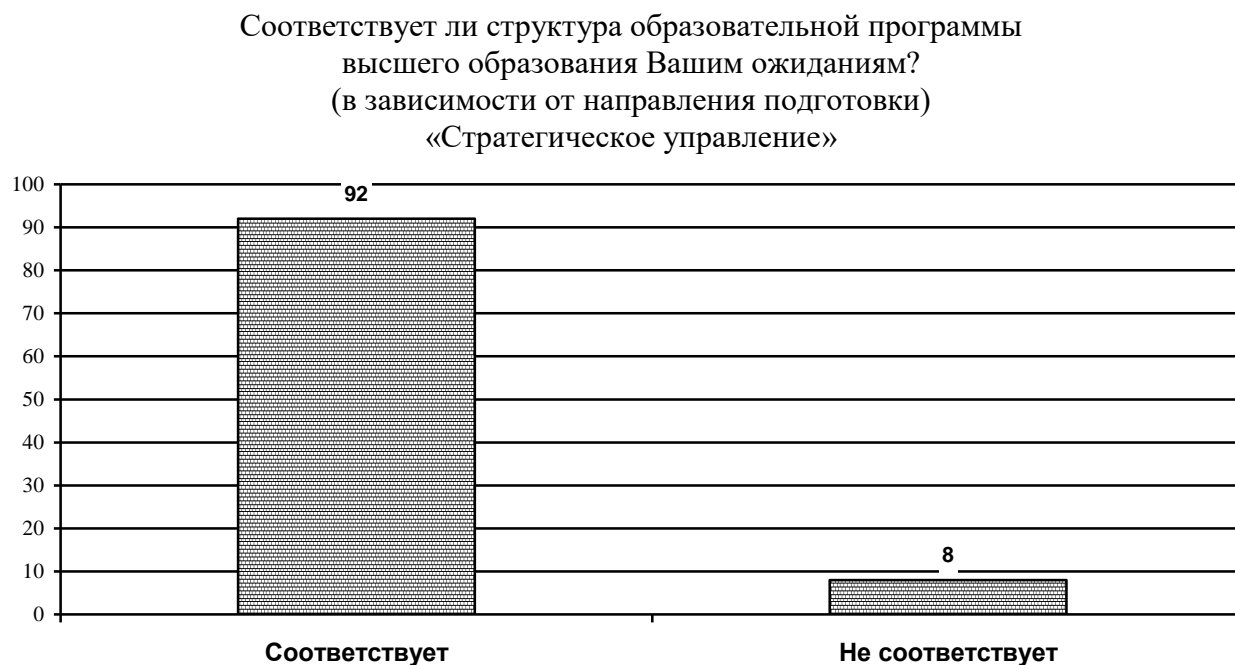 Соответствует ли структура образовательной программы
высшего образования Вашим ожиданиям?
(в зависимости от направления подготовки)
«Стратегическое управление»
100
90
80
70
60
50
40
30
20
10
0
92
8
Соответствует
Не соответствует